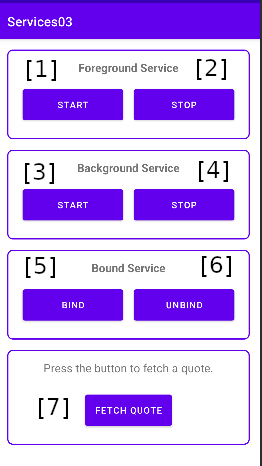 Services03
[1] Foreground Service [2]
START STOP
[3] Background Service [4]
START STOP
[5] Bound Service [6]
BIND UNBIND
Press the button to fetch a quote.
[7] FETCH QUOTE